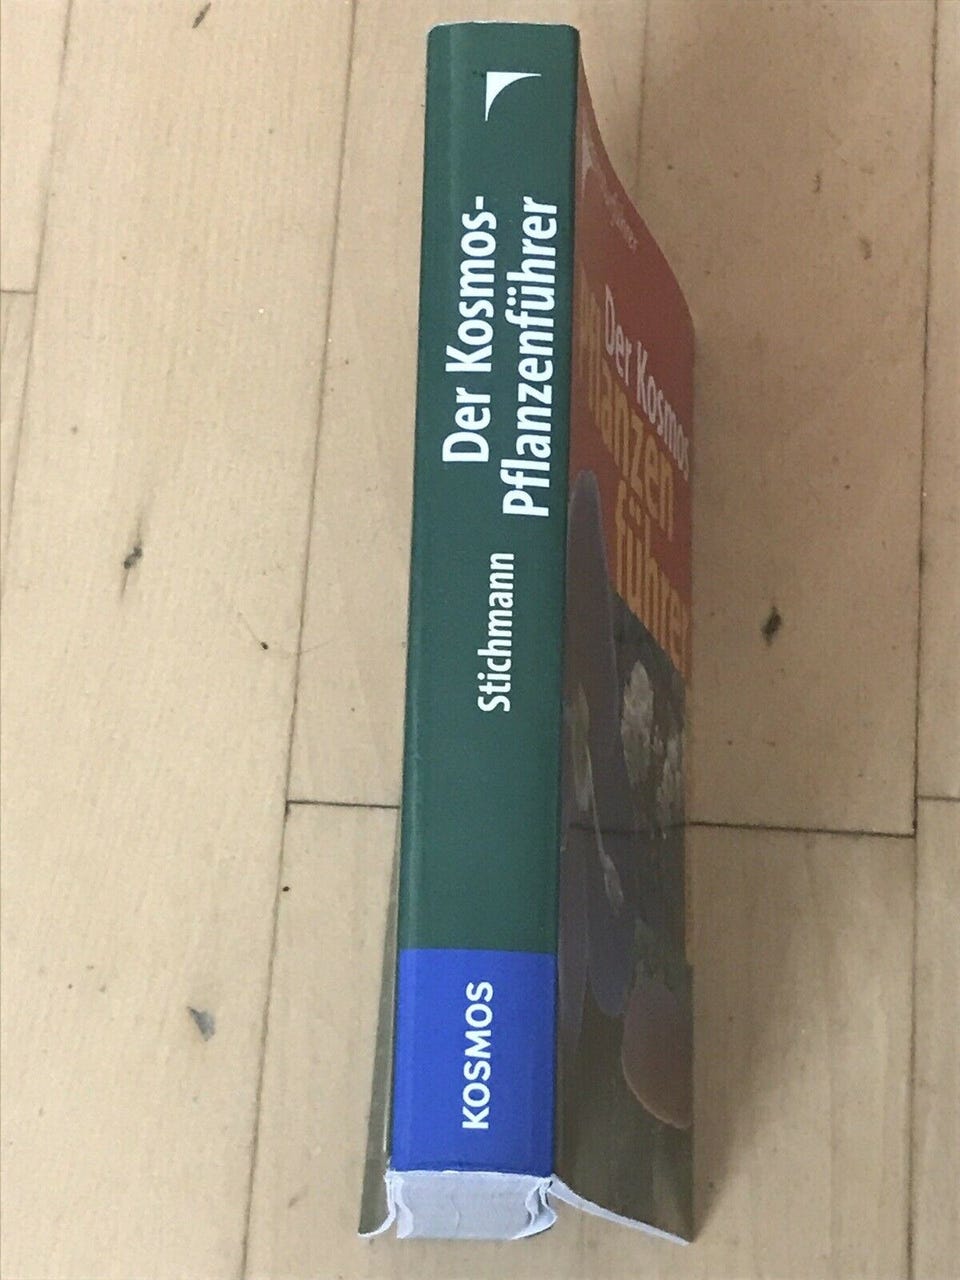 Der Kosmos-
Pflanzenführer
Stichmann
KOSMOS
Der Kosmos
Pflanzen
führer